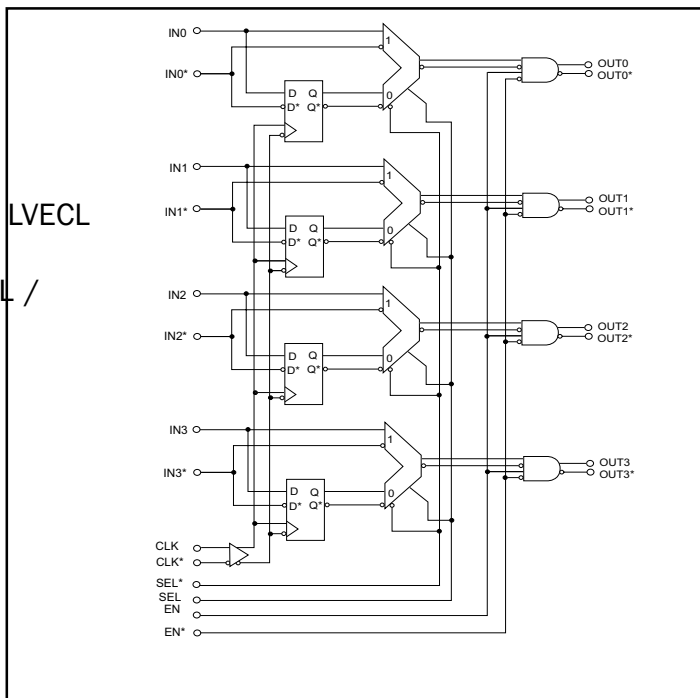 IN0
1
OUT0
IN0*
OUT0*
D Q
0
D* Q*
IN1
1
OUT1
LVECL
IN1*
OUT1*
D Q
0
D* Q*
L /
IN2
1
OUT2
IN2*
OUT2*
D Q
0
D* Q*
IN3
1
OUT3
IN3*
OUT3*
D Q
0
D* Q*
CLK
CLK*
SEL*
SEL
EN
EN*